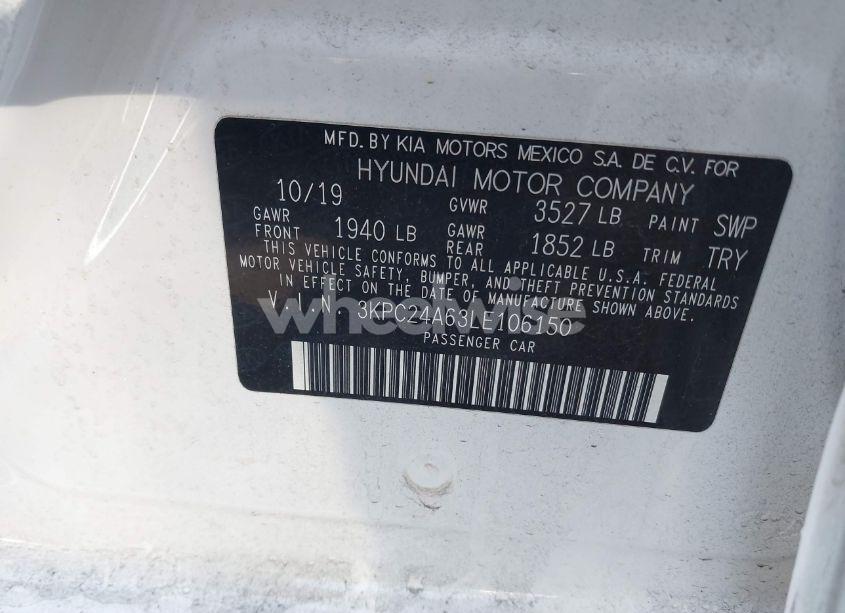 MFD. BY KIA MOTORS MEXICO S.A. DE C.V. FOR
HYUNDAI MOTOR COMPANY
10/19 GVWR 3527 LB PAINT SWP
GAWR FRONT 1940 LB GAWR REAR 1852 LB TRIM TRY
THIS VEHICLE CONFORMS TO ALL APPLICABLE U.S.A. FEDERAL
MOTOR VEHICLE SAFETY, BUMPER, AND THEFT PREVENTION STANDARDS
IN EFFECT ON THE DATE OF MANUFACTURE SHOWN ABOVE.
V.I.N. 3KPC24A63LE106150
wheelwise
PASSENGER CAR